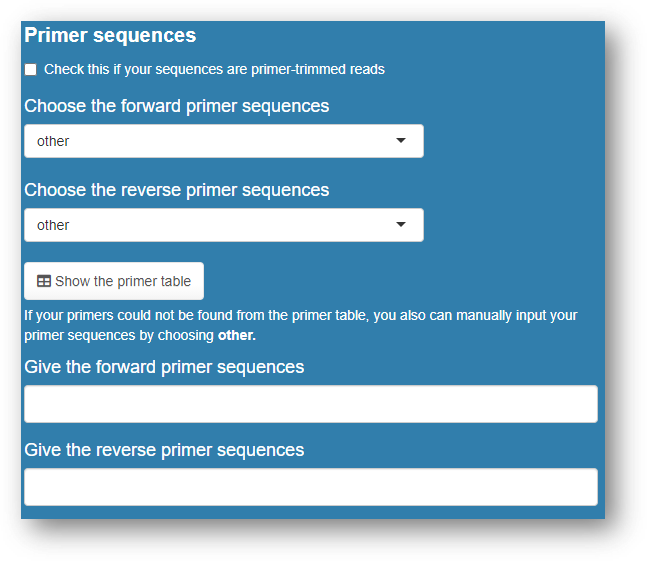 Primer sequences
Check this if your sequences are primer-trimmed reads
Choose the forward primer sequences
other
Choose the reverse primer sequences
other
Show the primer table
If your primers could not be found from the primer table, you also can manually input your
primer sequences by choosing other.
Give the forward primer sequences
Give the reverse primer sequences